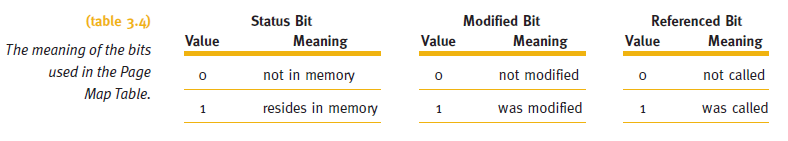 (table 3.4)
The meaning of the bits
used in the Page
Map Table.
Status Bit Modified Bit Referenced Bit
Value Meaning Value Meaning Value Meaning
0 not in memory 0 not modified 0 not called
1 resides in memory 1 was modified 1 was called